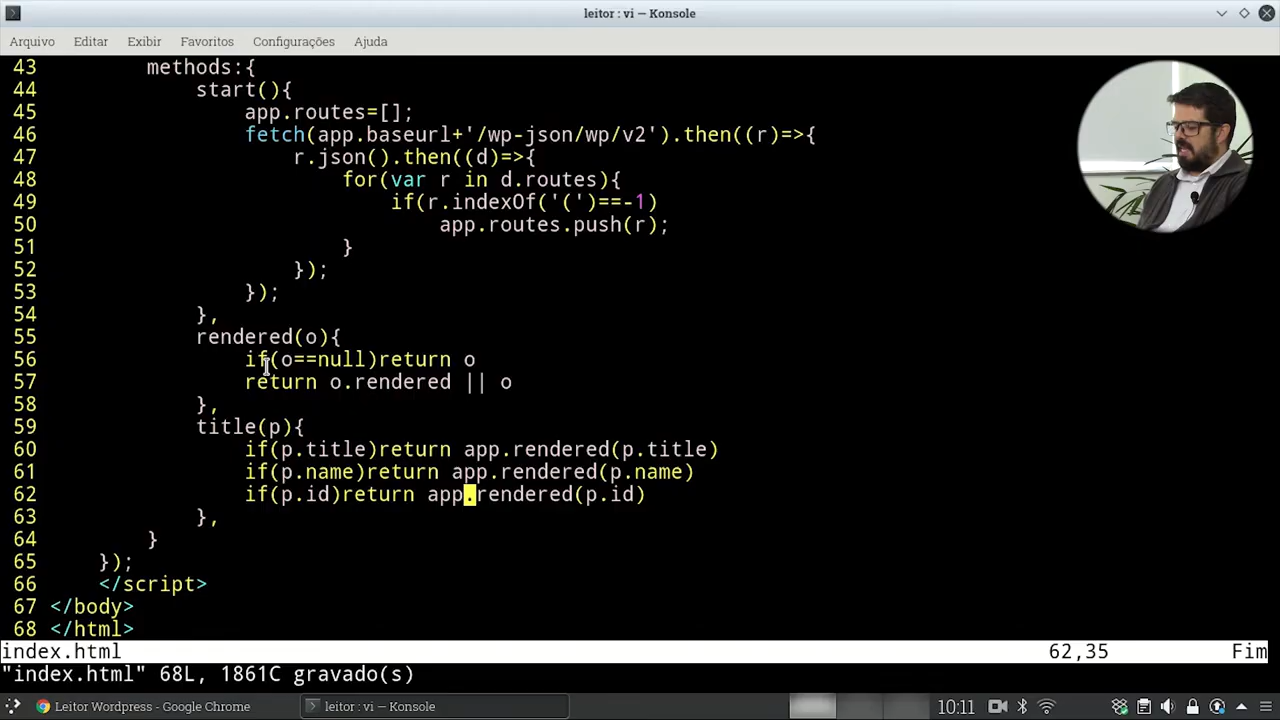 leitor : vi — Konsole
Arquivo Editar Exibir Favoritos Configurações Ajuda
43         methods:{
44             start(){
45                 app.routes=[];
46                 fetch(app.baseurl+'/wp-json/wp/v2').then((r)=>{
47                     r.json().then((d)=>{
48                         for(var r in d.routes){
49                             if(r.indexOf('(')==-1)
50                                 app.routes.push(r);
51                         }
52                     });
53                 });
54             },
55             rendered(o){
56                 if(o==null)return o
57                 return o.rendered || o
58             },
59             title(p){
60                 if(p.title)return app.rendered(p.title)
61                 if(p.name)return app.rendered(p.name)
62                 if(p.id)return app.rendered(p.id)
63             },
64         }
65     });
66     </script>
67 </body>
68 </html>
index.html 62,35 Fim
"index.html" 68L, 1861C gravado(s)
Leitor Wordpress - Google Chrome leitor : vi — Konsole 10:11